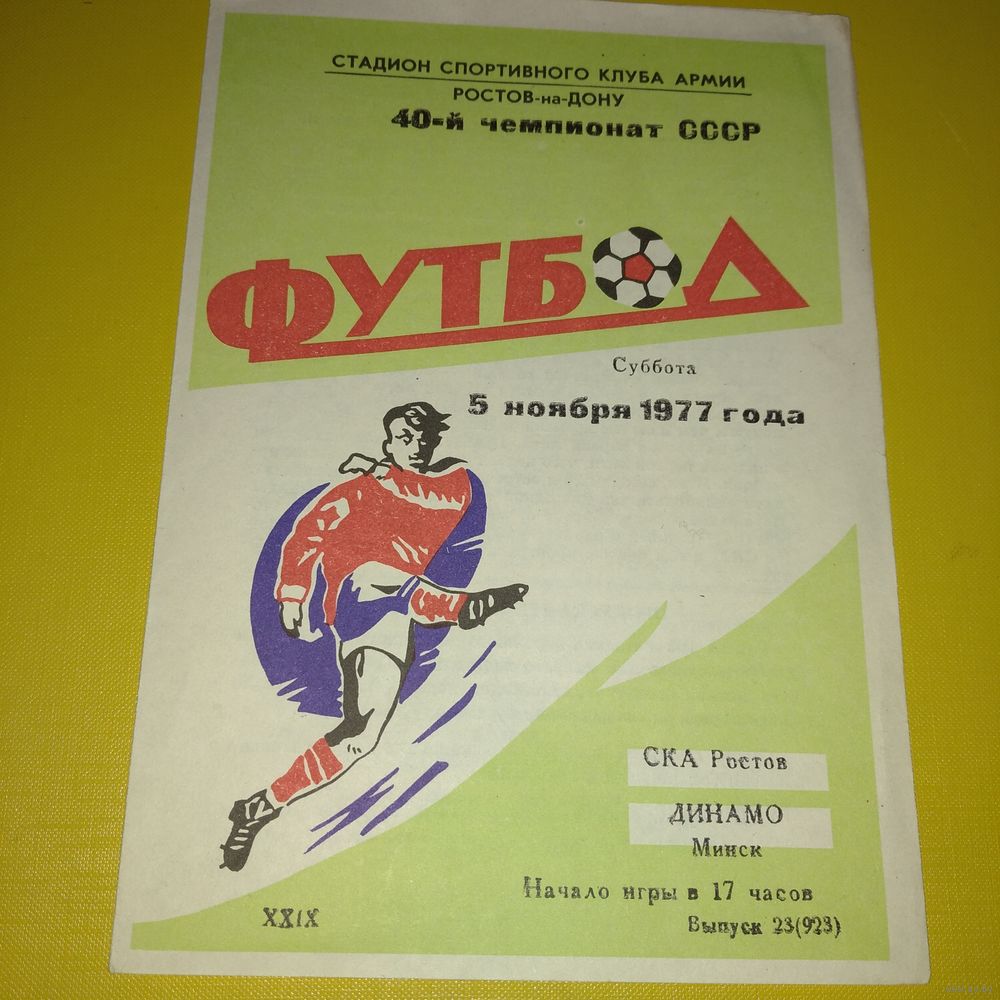 СТАДИОН СПОРТИВНОГО КЛУБА АРМИИ
РОСТОВ-на-ДОНУ
40-й чемпионат СССР
ФУТБОЛ
Суббота
5 ноября 1977 года
СКА Ростов
ДИНАМО
Минск
Начало игры в 17 часов
XXIX
Выпуск 23(923)